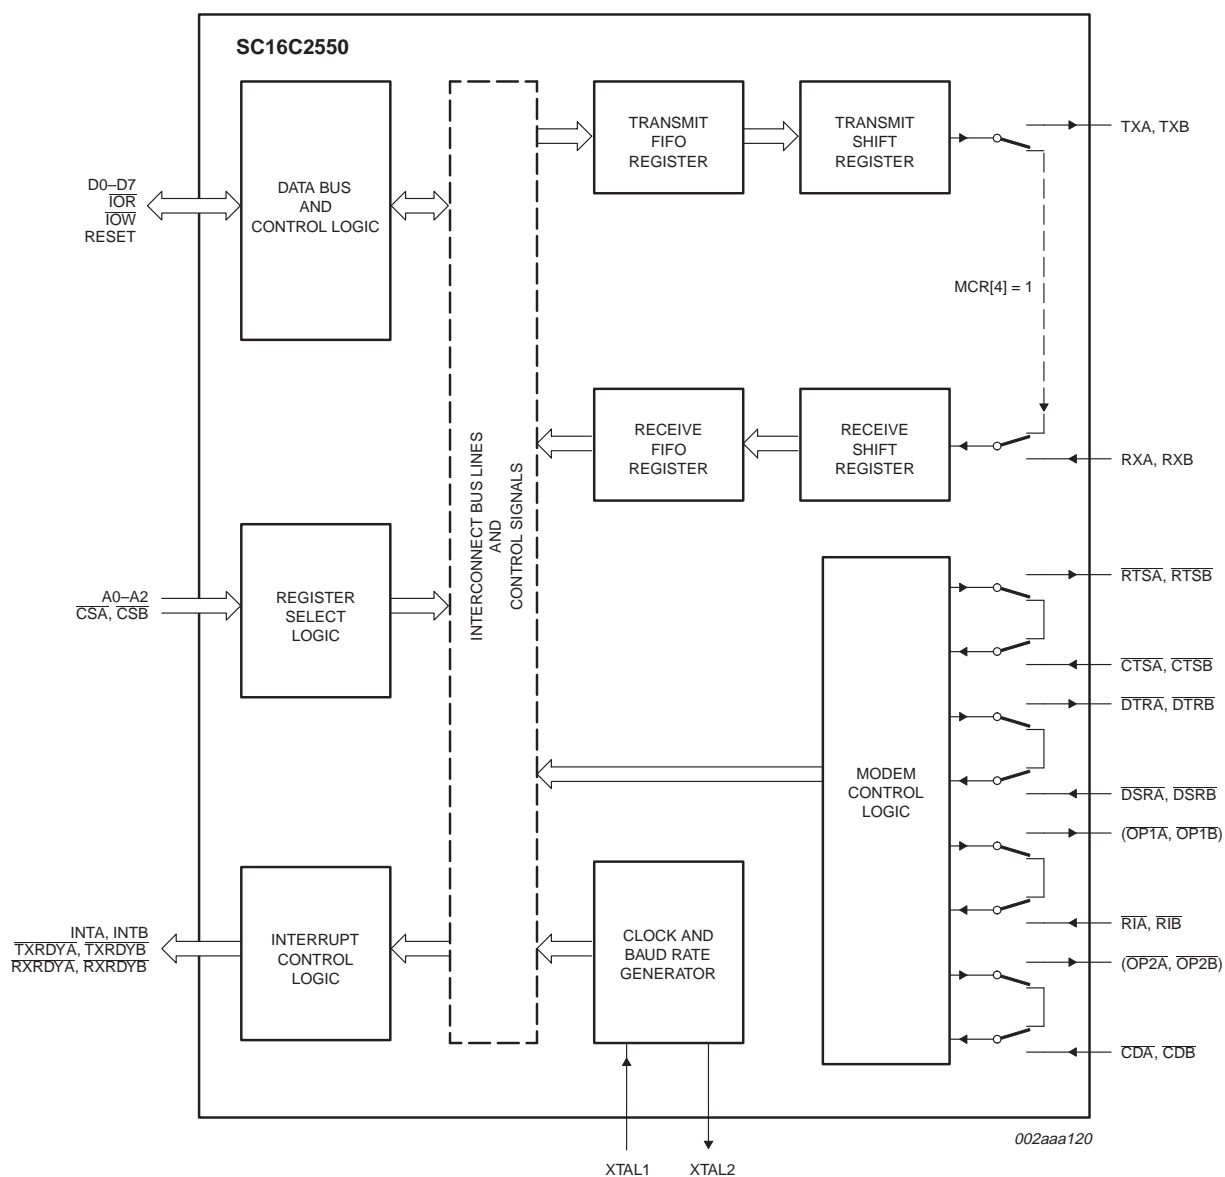 SC16C2550
D0–D7
IOR
IOW
RESET
DATA BUS
AND
CONTROL LOGIC
TRANSMIT
FIFO
REGISTER
TRANSMIT
SHIFT
REGISTER
TXA, TXB
MCR[4] = 1
RECEIVE
FIFO
REGISTER
RECEIVE
SHIFT
REGISTER
RXA, RXB
INTERCONNECT BUS LINES
AND
CONTROL SIGNALS
A0–A2
CSA, CSB
REGISTER
SELECT
LOGIC
MODEM
CONTROL
LOGIC
RTSA, RTSB
CTSA, CTSB
DTRA, DTRB
DSRA, DSRB
(OP1A, OP1B)
RIA, RIB
(OP2A, OP2B)
CDA, CDB
INTA, INTB
TXRDYA, TXRDYB
RXRDYA, RXRDYB
INTERRUPT
CONTROL
LOGIC
CLOCK AND
BAUD RATE
GENERATOR
XTAL1
XTAL2
002aaa120